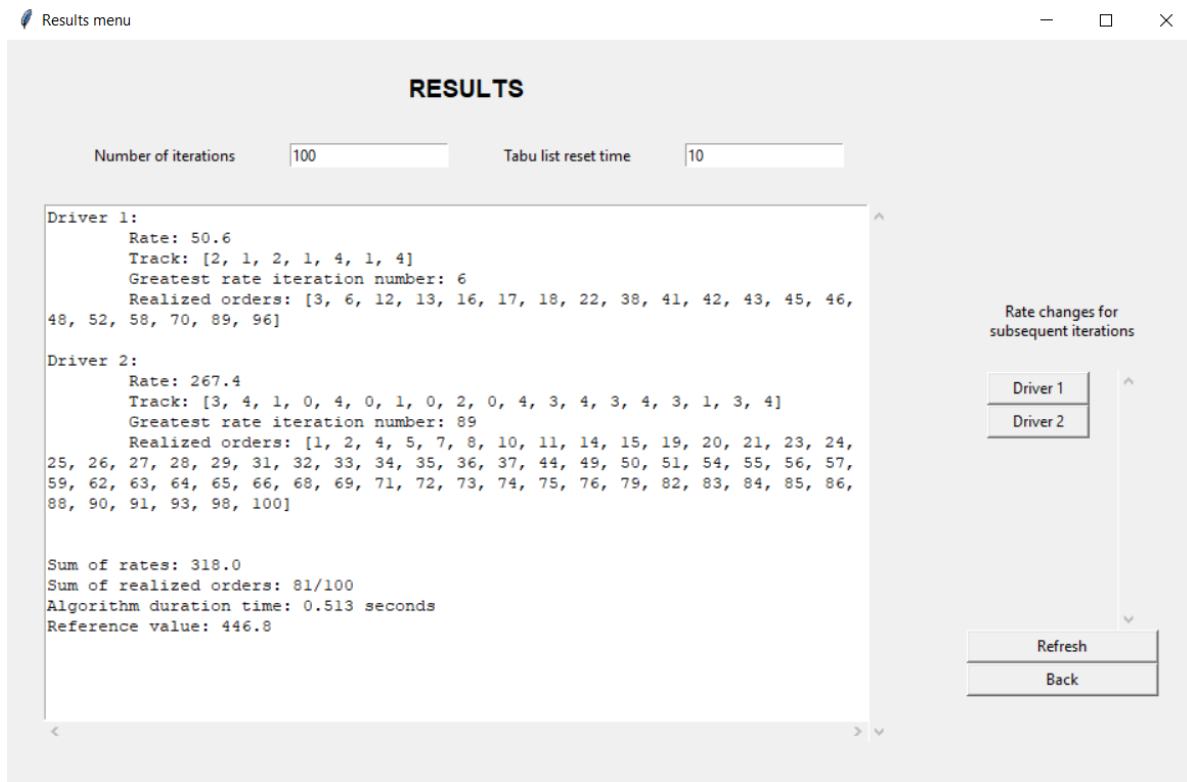 Results menu
RESULTS
Number of iterations 100 Tabu list reset time 10
Driver 1:
Rate: 50.6
Track: [2, 1, 2, 1, 4, 1, 4]
Greatest rate iteration number: 6
Realized orders: [3, 6, 12, 13, 16, 17, 18, 22, 38, 41, 42, 43, 45, 46,
48, 52, 58, 70, 89, 96]
Driver 2:
Rate: 267.4
Track: [3, 4, 1, 0, 4, 0, 1, 0, 2, 0, 4, 3, 4, 3, 4, 3, 1, 3, 4]
Greatest rate iteration number: 89
Realized orders: [1, 2, 4, 5, 7, 8, 10, 11, 14, 15, 19, 20, 21, 23, 24,
25, 26, 27, 28, 29, 31, 32, 33, 34, 35, 36, 37, 44, 49, 50, 51, 54, 55, 56, 57,
59, 62, 63, 64, 65, 66, 68, 69, 71, 72, 73, 74, 75, 76, 79, 82, 83, 84, 85, 86,
88, 90, 91, 93, 98, 100]
Sum of rates: 318.0
Sum of realized orders: 81/100
Algorithm duration time: 0.513 seconds
Reference value: 446.8
Rate changes for
subsequent iterations
Driver 1
Driver 2
Refresh
Back